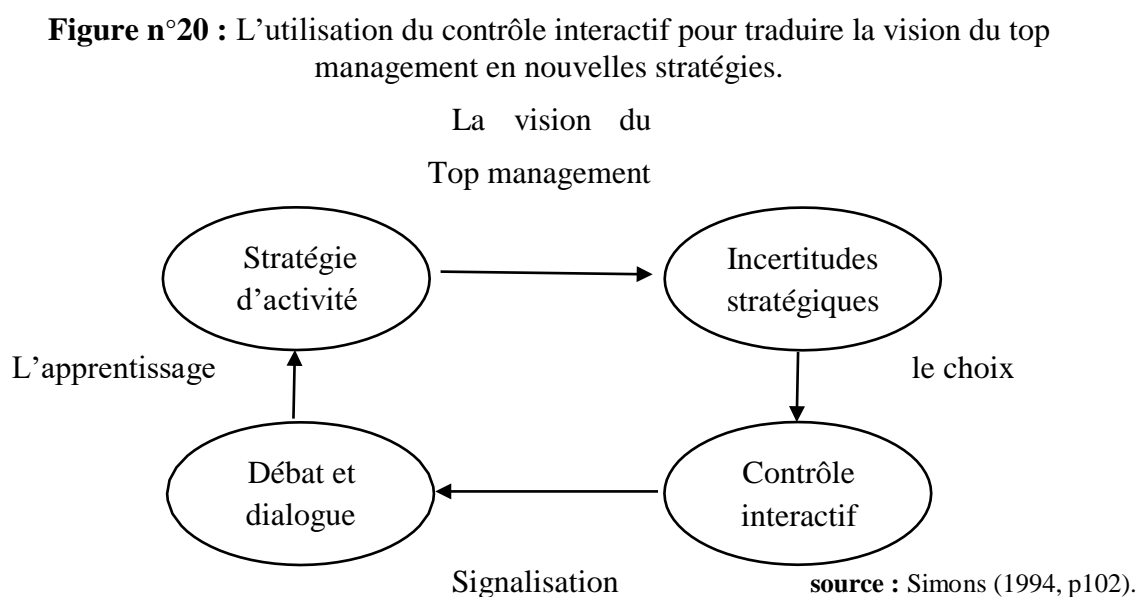 Figure n°20 : L’utilisation du contrôle interactif pour traduire la vision du top
management en nouvelles stratégies.
La vision du
Top management
Stratégie
d’activité
Incertitudes
stratégiques
L’apprentissage
le choix
Débat et
dialogue
Contrôle
interactif
Signalisation
source : Simons (1994, p102).